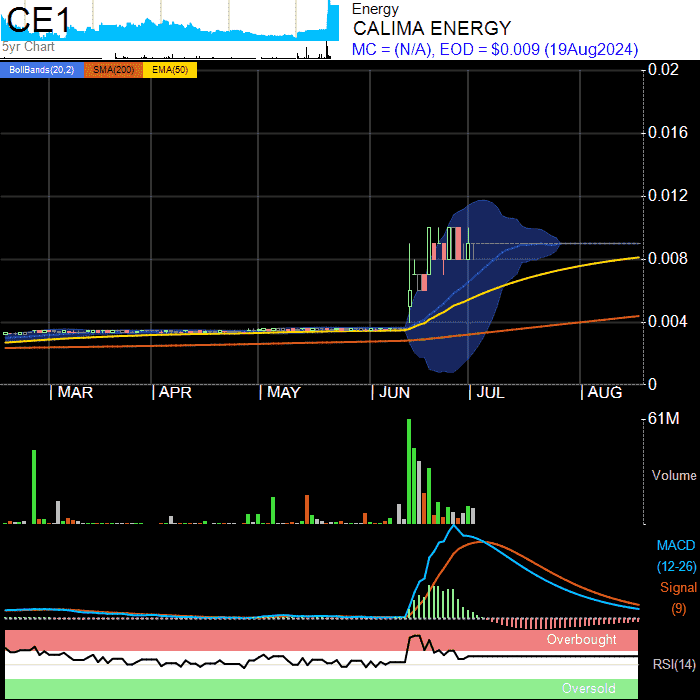 CE1
5yr Chart
Energy
CALIMA ENERGY
MC = (N/A), EOD = $0.009 (19Aug2024)
BollBands(20,2) SMA(200) EMA(50)
0.02
0.016
0.012
0.008
0.004
0
MAR APR MAY JUN JUL AUG
61M
Volume
MACD
(12-26)
Signal
(9)
Overbought
RSI(14)
Oversold